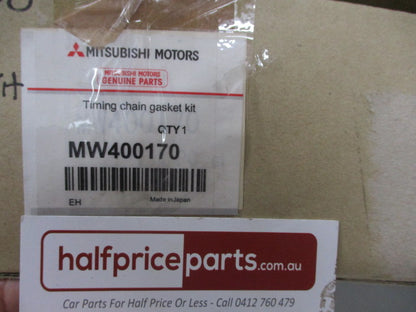 MITSUBISHI MOTORS
MITSUBISHI MOTORS
GENUINE PARTS
Timing chain gasket kit
QTY 1
MW400170
EH Made in Japan
halfpriceparts.com.au
Car Parts For Half Price Or Less - Call 0412 760 479